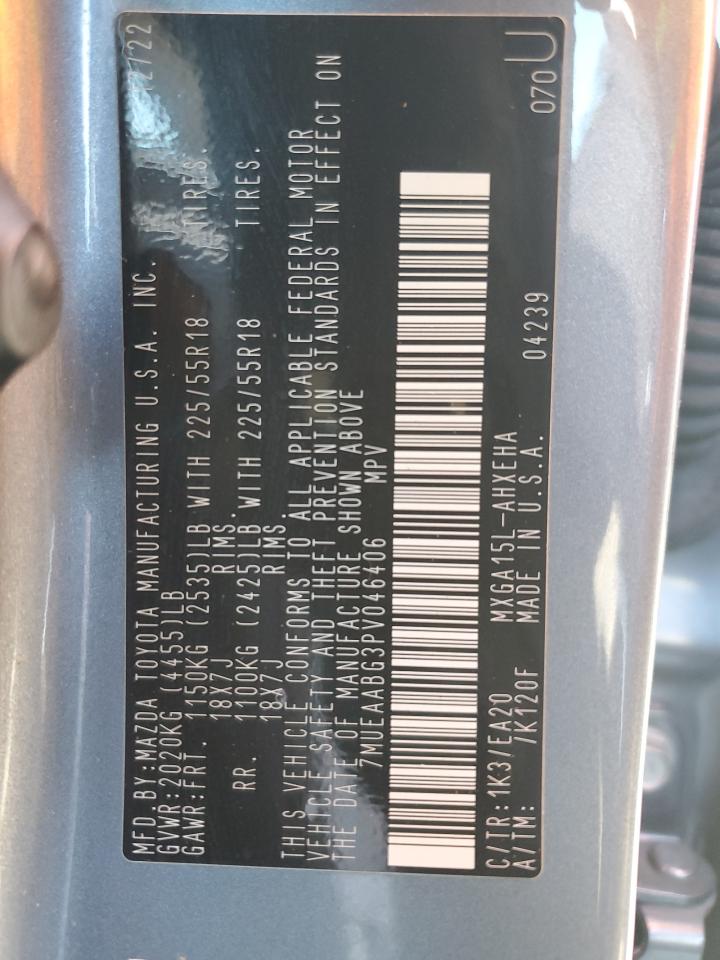 MFD.BY:MAZDA TOYOTA MANUFACTURING U.S.A. INC. 12/22
GVWR:2020KG (4455)LB
GAWR:FRT. 1150KG (2535)LB WITH 225/55R18 TIRES.
18X7J RIMS.
RR. 1100KG (2425)LB WITH 225/55R18 TIRES.
18X7J RIMS.
THIS VEHICLE CONFORMS TO ALL APPLICABLE FEDERAL MOTOR
VEHICLE SAFETY AND THEFT PREVENTION STANDARDS IN EFFECT ON
THE DATE OF MANUFACTURE SHOWN ABOVE
7MUEAABG3PV046406 MPV
C/TR:1K3/EA20 MXGA15L-AHXEHA 04239
A/TM: /K120F MADE IN U.S.A. 070U